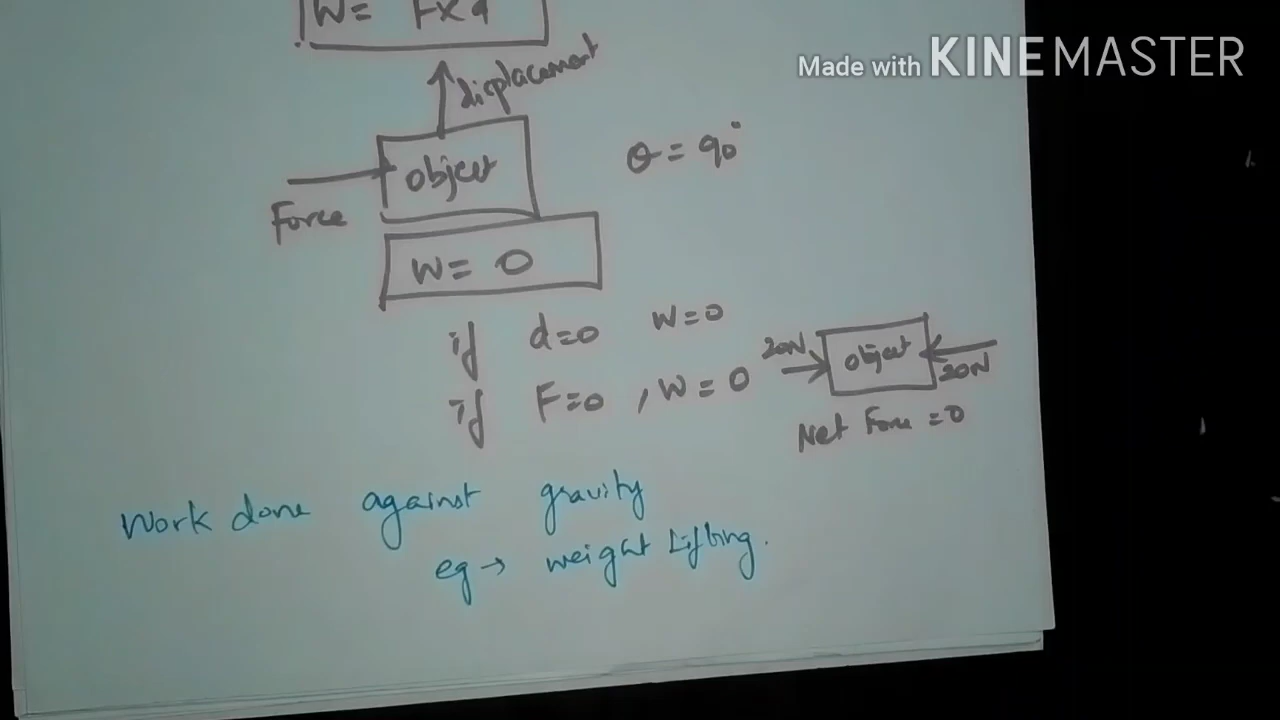 W = F×d
Made with KINEMASTER
displacement
object
θ = 90°
Force
W = 0
if d=0 W=0
if F=0 , W = 0
20N object 20N
Net Force = 0
Work done against gravity
eg → weight Lifting.